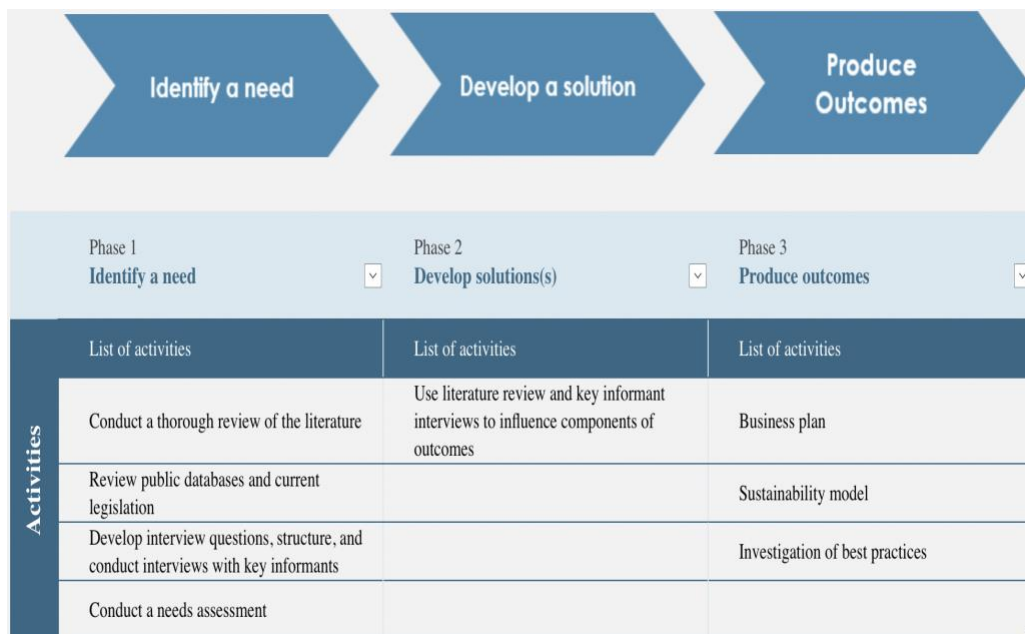 Identify a need
Develop a solution
Produce
Outcomes
Phase 1
Identify a need
Phase 2
Develop solutions(s)
Phase 3
Produce outcomes
Activities
List of activities
List of activities
List of activities
Conduct a thorough review of the literature
Use literature review and key informant
interviews to influence components of
outcomes
Business plan
Review public databases and current
legislation
Sustainability model
Develop interview questions, structure, and
conduct interviews with key informants
Investigation of best practices
Conduct a needs assessment